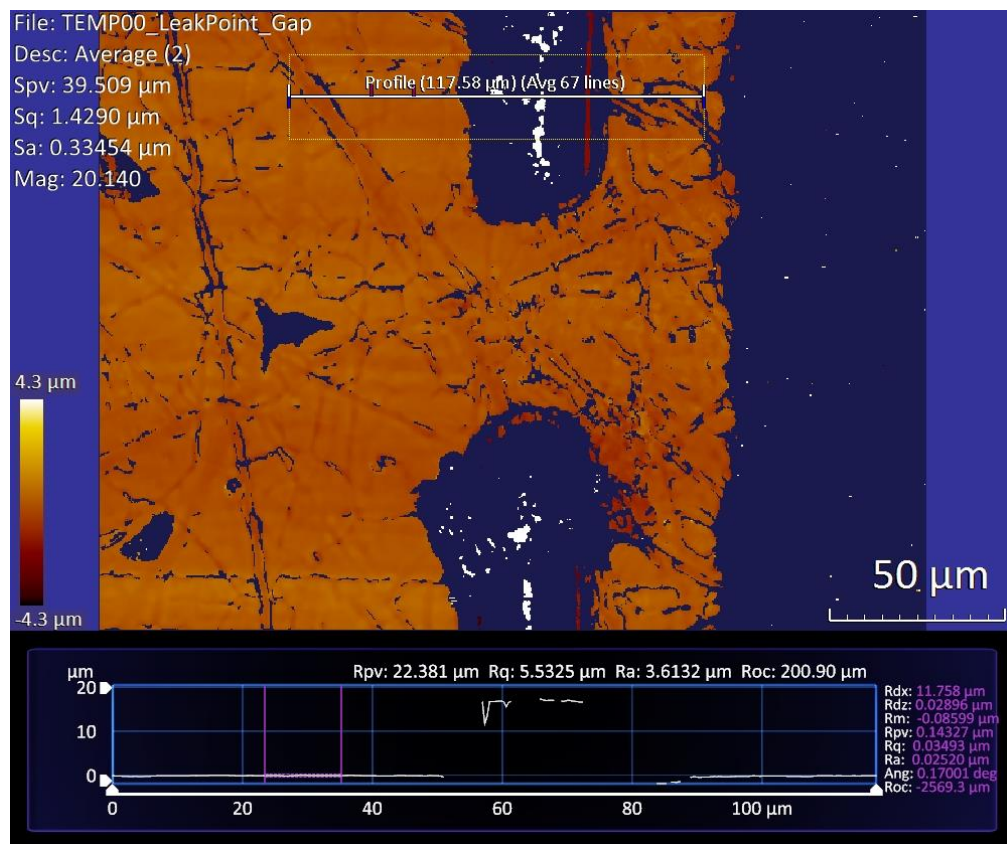 File: TEMP00_LeakPoint_Gap
Desc: Average (2)
Spv: 39.509 µm
Sq: 1.4290 µm
Sa: 0.33454 µm
Mag: 20.140
Profile (117.58 µm) (Avg 67 lines)
4.3 µm
-4.3 µm
50 µm
Rpv: 22.381 µm Rq: 5.5325 µm Ra: 3.6132 µm Roc: 200.90 µm
µm
20
10
0
0 20 40 60 80 100 µm
Rdx: 11.758 µm
Rdz: 0.02896 µm
Rm: -0.08599 µm
Rpv: 0.14327 µm
Rq: 0.03493 µm
Ra: 0.02520 µm
Ang: 0.17001 deg
Roc: -2569.3 µm